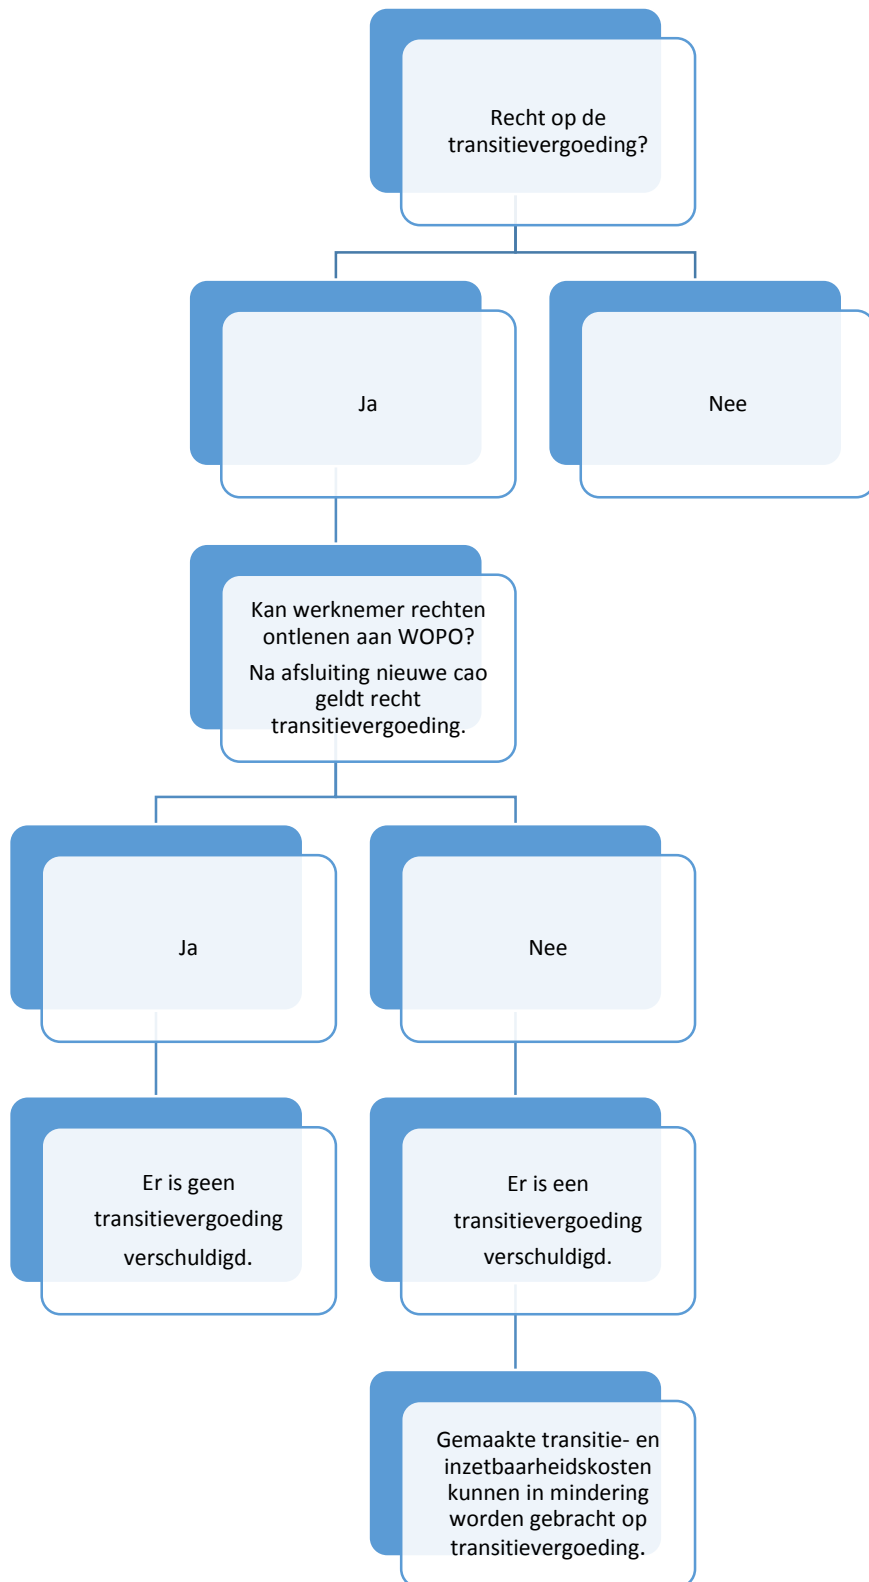 Recht op de
transitievergoeding?
Ja
Nee
Kan werknemer rechten
ontlenen aan WOPO?
Na afsluiting nieuwe cao
geldt recht
transitievergoeding.
Ja
Nee
Er is geen
transitievergoeding
verschuldigd.
Er is een
transitievergoeding
verschuldigd.
Gemaakte transitie- en
inzetbaarheidskosten
kunnen in mindering
worden gebracht op
transitievergoeding.